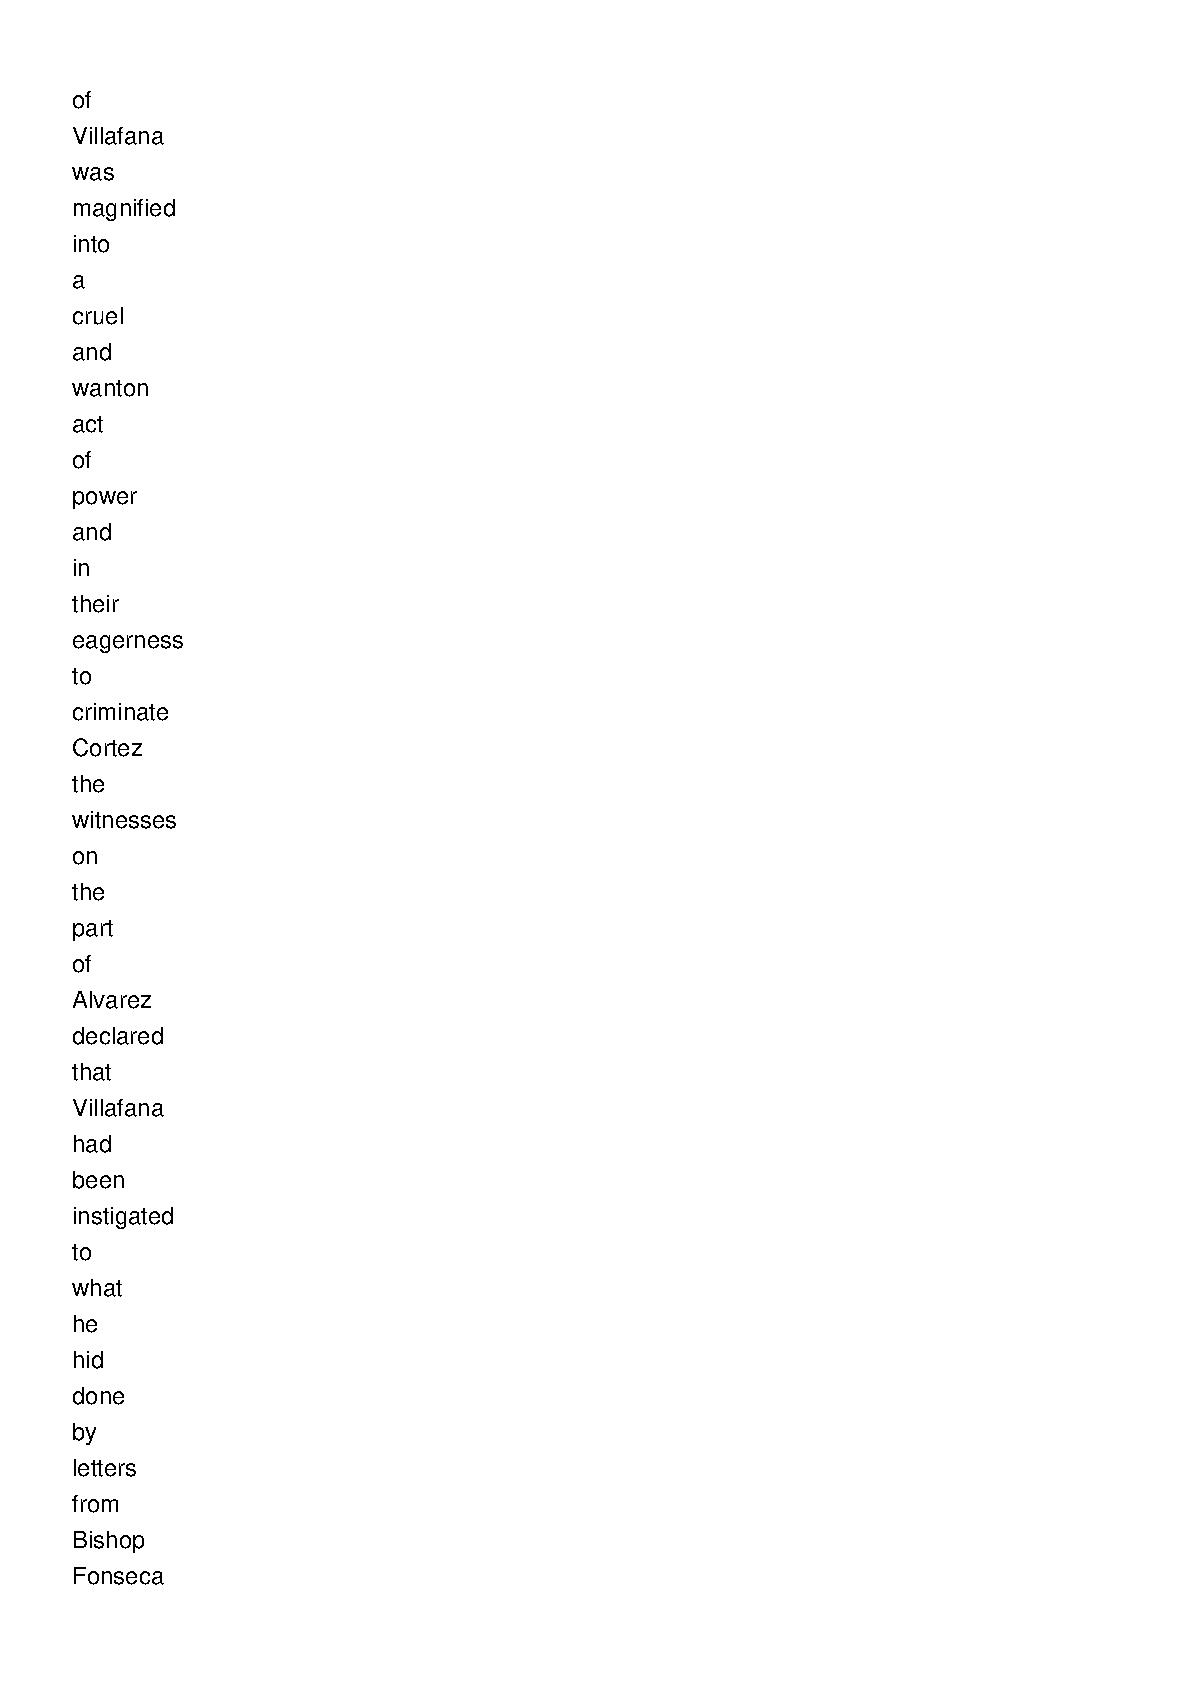 of
Villafana
was
magnified
into
a
cruel
and
wanton
act
of
power
and
in
their
eagerness
to
criminate
Cortez
the
witnesses
on
the
part
of
Alvarez
declared
that
Villafana
had
been
instigated
to
what
he
hid
done
by
letters
from
Bishop
Fonseca